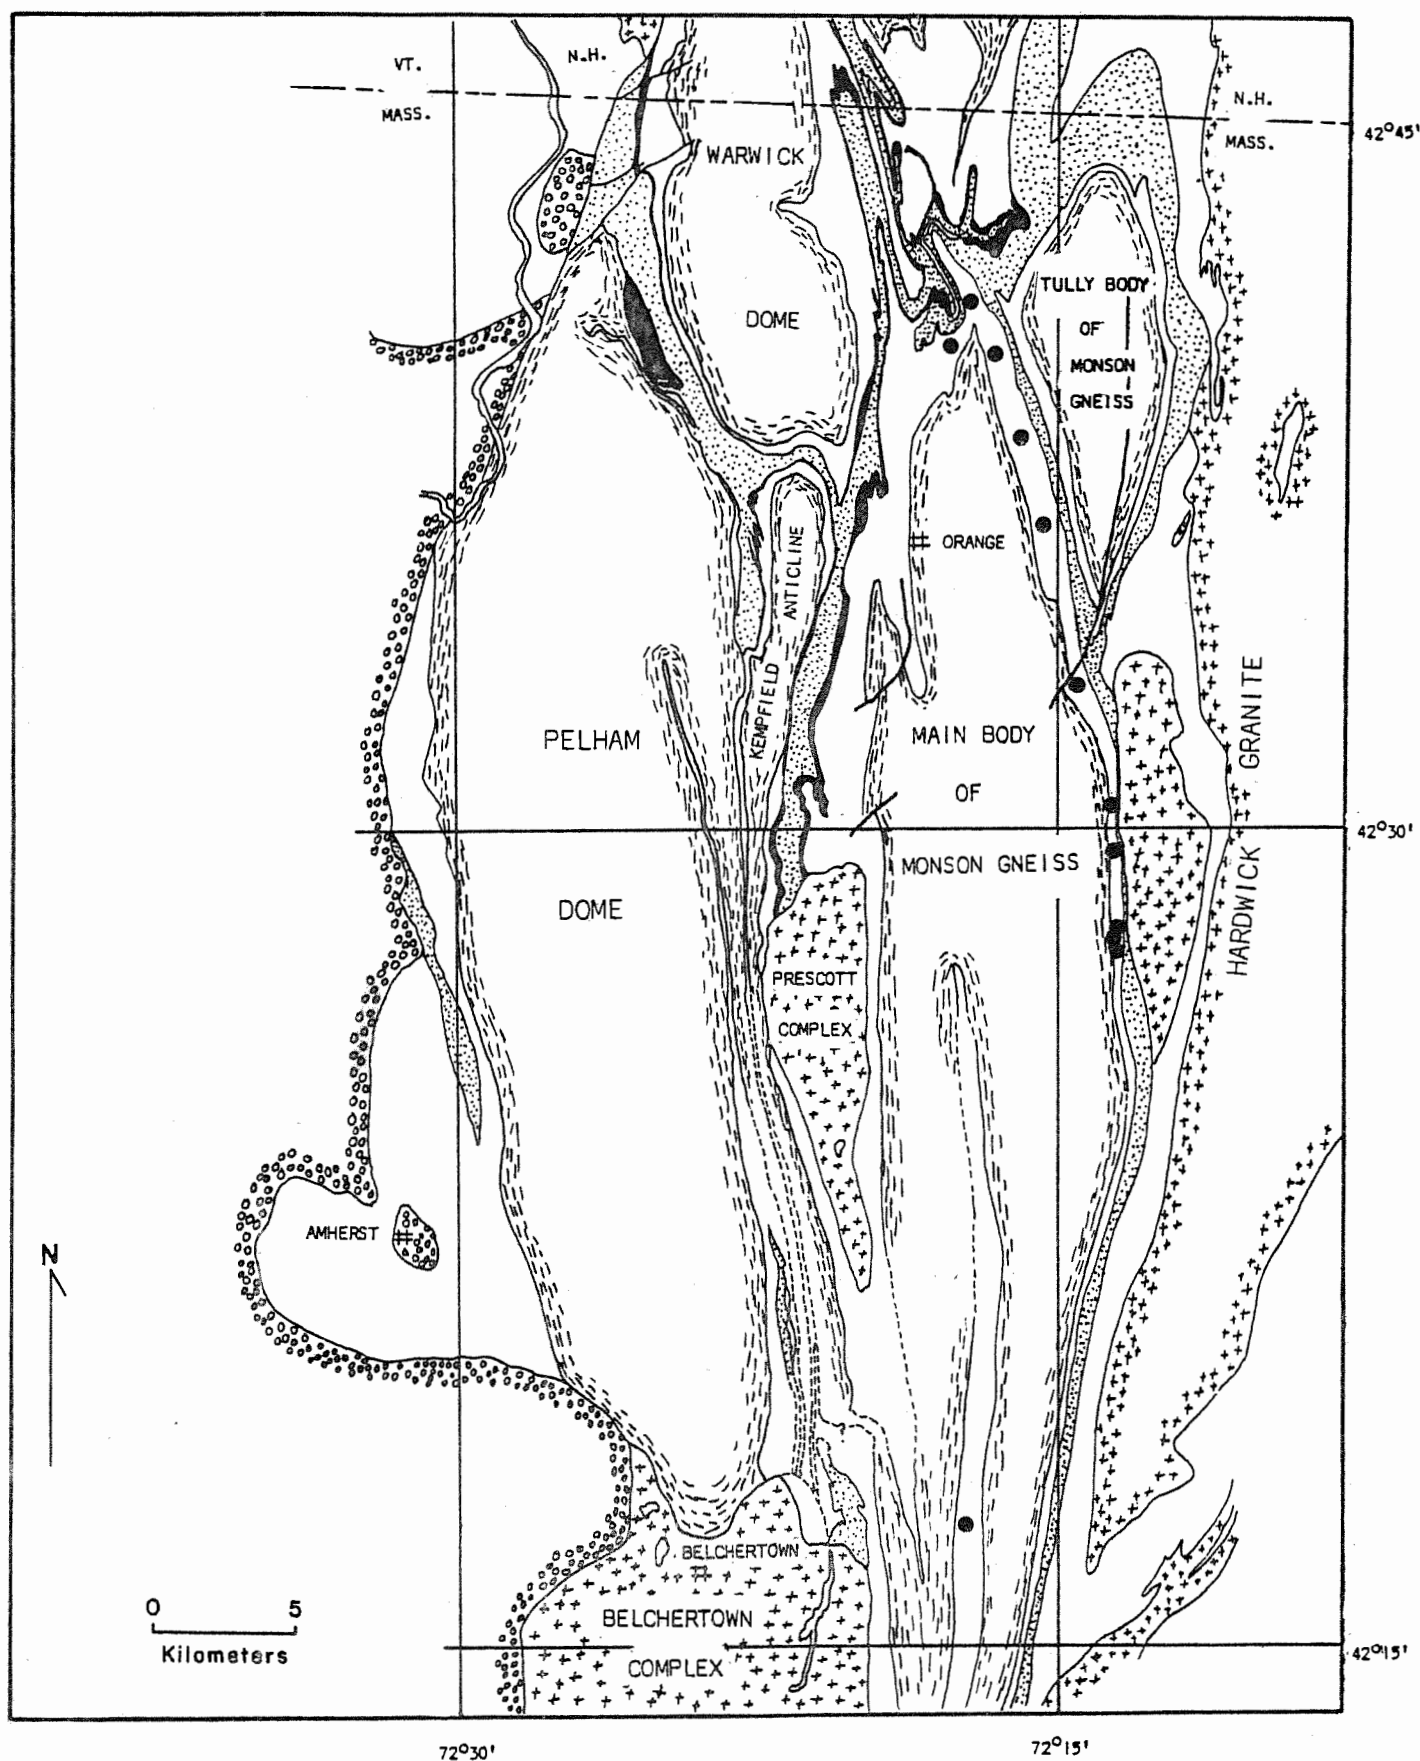 VT.
N.H.
MASS.
N.H.
MASS.
42°45'
WARWICK
DOME
TULLY BODY
OF
MONSON
GNEISS
ORANGE
KEMPFIELD ANTICLINE
PELHAM
DOME
MAIN BODY
OF
MONSON GNEISS
42°30'
HARDWICK GRANITE
PRESCOTT
COMPLEX
AMHERST
N
BELCHERTOWN
BELCHERTOWN
COMPLEX
0 5
Kilometers
42°15'
72°30'
72°15'